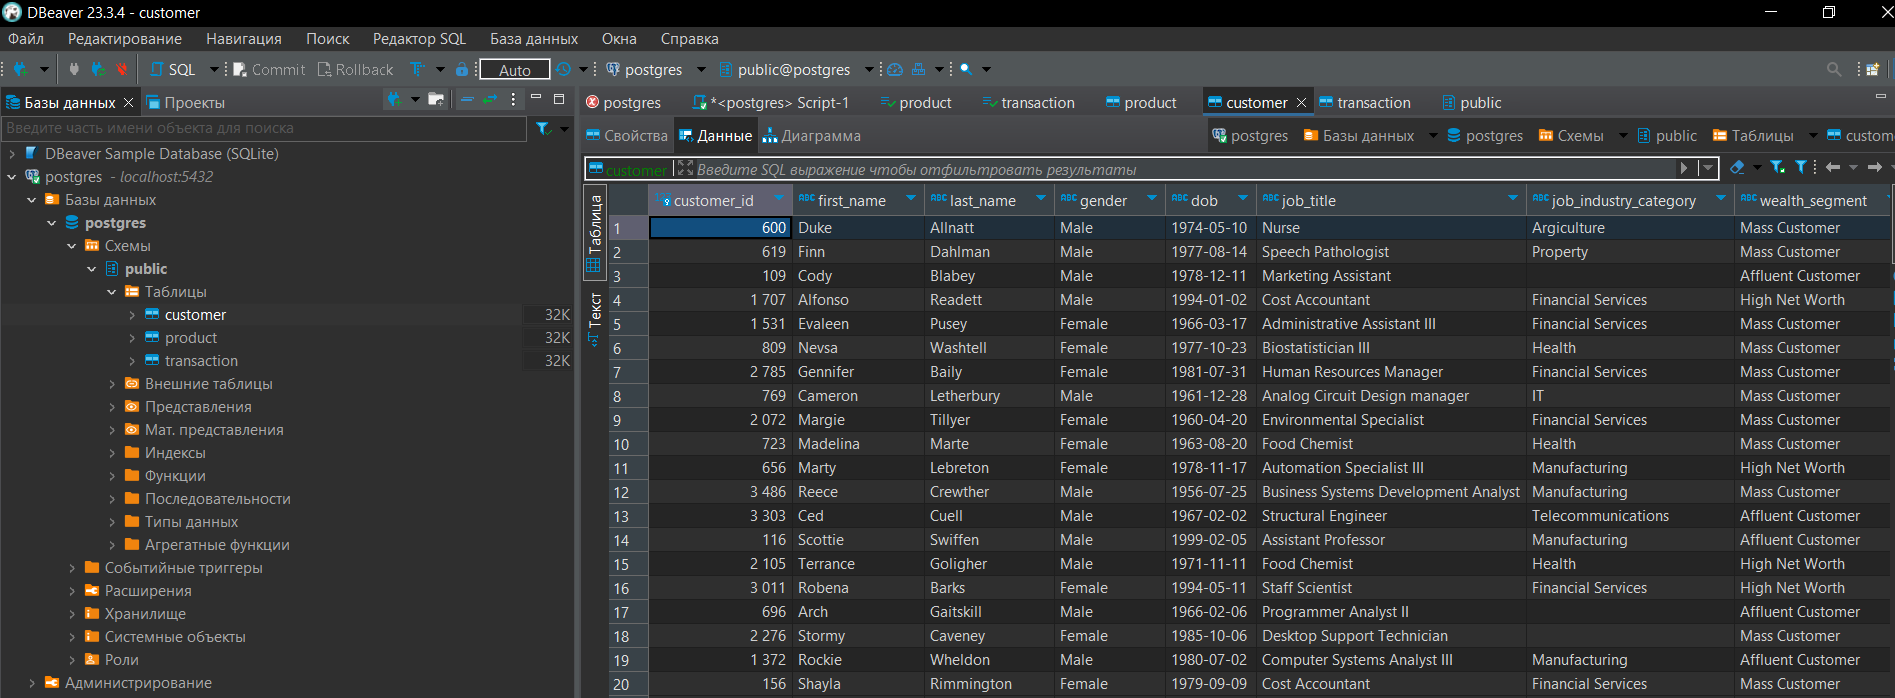 DBeaver 23.3.4 - customer
Файл Редактирование Навигация Поиск Редактор SQL База данных Окна Справка
SQL Commit Rollback Auto postgres public@postgres
Базы данных Проекты
Введите часть имени объекта для поиска
DBeaver Sample Database (SQLite)
postgres - localhost:5432
Базы данных
postgres
Схемы
public
Таблицы
customer 32K
product 32K
transaction 32K
Внешние таблицы
Представления
Мат. представления
Индексы
Функции
Последовательности
Типы данных
Агрегатные функции
Событийные триггеры
Расширения
Хранилище
Системные объекты
Роли
Администрирование
postgres *<postgres> Script-1 product transaction product customer transaction public
Свойства Данные Диаграмма postgres Базы данных postgres Схемы public Таблицы custom
customer Введите SQL выражение чтобы отфильтровать результаты
Таблица
Текст
customer_id ABC first_name ABC last_name ABC gender ABC dob ABC job_title ABC job_industry_category ABC wealth_segment
1 600 Duke Allnatt Male 1974-05-10 Nurse Argiculture Mass Customer
2 619 Finn Dahlman Male 1977-08-14 Speech Pathologist Property Mass Customer
3 109 Cody Blabey Male 1978-12-11 Marketing Assistant Affluent Customer
4 1 707 Alfonso Readett Male 1994-01-02 Cost Accountant Financial Services High Net Worth
5 1 531 Evaleen Pusey Female 1966-03-17 Administrative Assistant III Financial Services Mass Customer
6 809 Nevsa Washtell Female 1977-10-23 Biostatistician III Health Mass Customer
7 2 785 Gennifer Baily Female 1981-07-31 Human Resources Manager Financial Services Mass Customer
8 769 Cameron Letherbury Male 1961-12-28 Analog Circuit Design manager IT Mass Customer
9 2 072 Margie Tillyer Female 1960-04-20 Environmental Specialist Financial Services Mass Customer
10 723 Madelina Marte Female 1963-08-20 Food Chemist Health Mass Customer
11 656 Marty Lebreton Female 1978-11-17 Automation Specialist III Manufacturing High Net Worth
12 3 486 Reece Crewther Male 1956-07-25 Business Systems Development Analyst Manufacturing Mass Customer
13 3 303 Ced Cuell Male 1967-02-02 Structural Engineer Telecommunications Affluent Customer
14 116 Scottie Swiffen Male 1999-02-05 Assistant Professor Manufacturing Affluent Customer
15 2 105 Terrance Goligher Male 1971-11-11 Food Chemist Health High Net Worth
16 3 011 Robena Barks Female 1994-05-11 Staff Scientist Financial Services High Net Worth
17 696 Arch Gaitskill Male 1966-02-06 Programmer Analyst II Affluent Customer
18 2 276 Stormy Caveney Female 1985-10-06 Desktop Support Technician Mass Customer
19 1 372 Rockie Wheldon Male 1980-07-02 Computer Systems Analyst III Manufacturing Affluent Customer
20 156 Shayla Rimmington Female 1979-09-09 Cost Accountant Financial Services Mass Customer